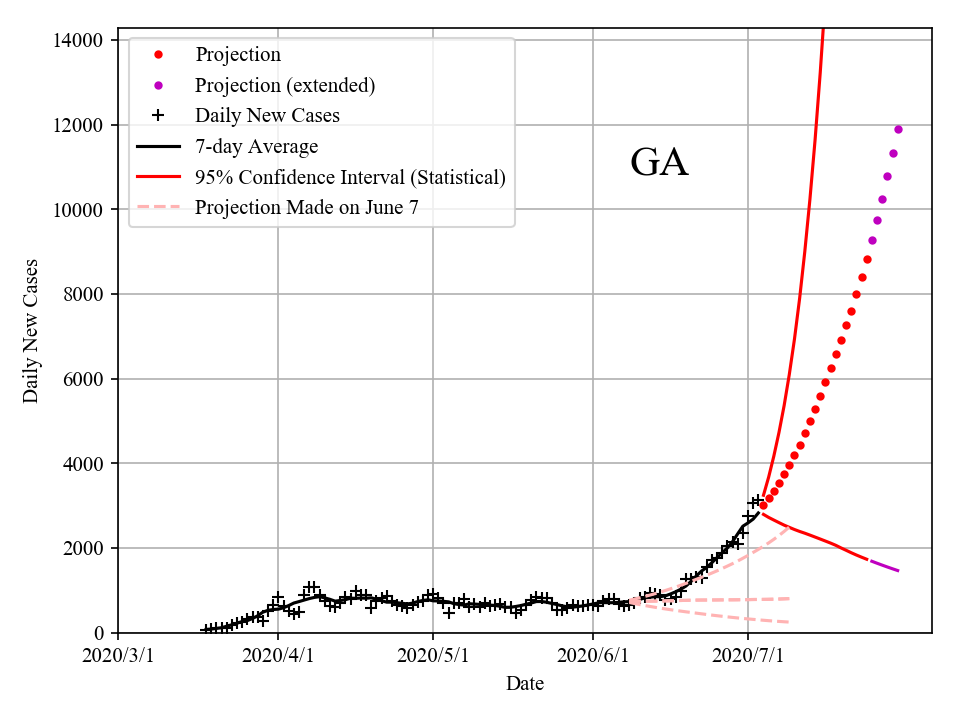 14000
12000
10000
8000
6000
4000
2000
0
Daily New Cases
Projection
Projection (extended)
Daily New Cases
7-day Average
95% Confidence Interval (Statistical)
Projection Made on June 7
GA
2020/3/1 2020/4/1 2020/5/1 2020/6/1 2020/7/1
Date